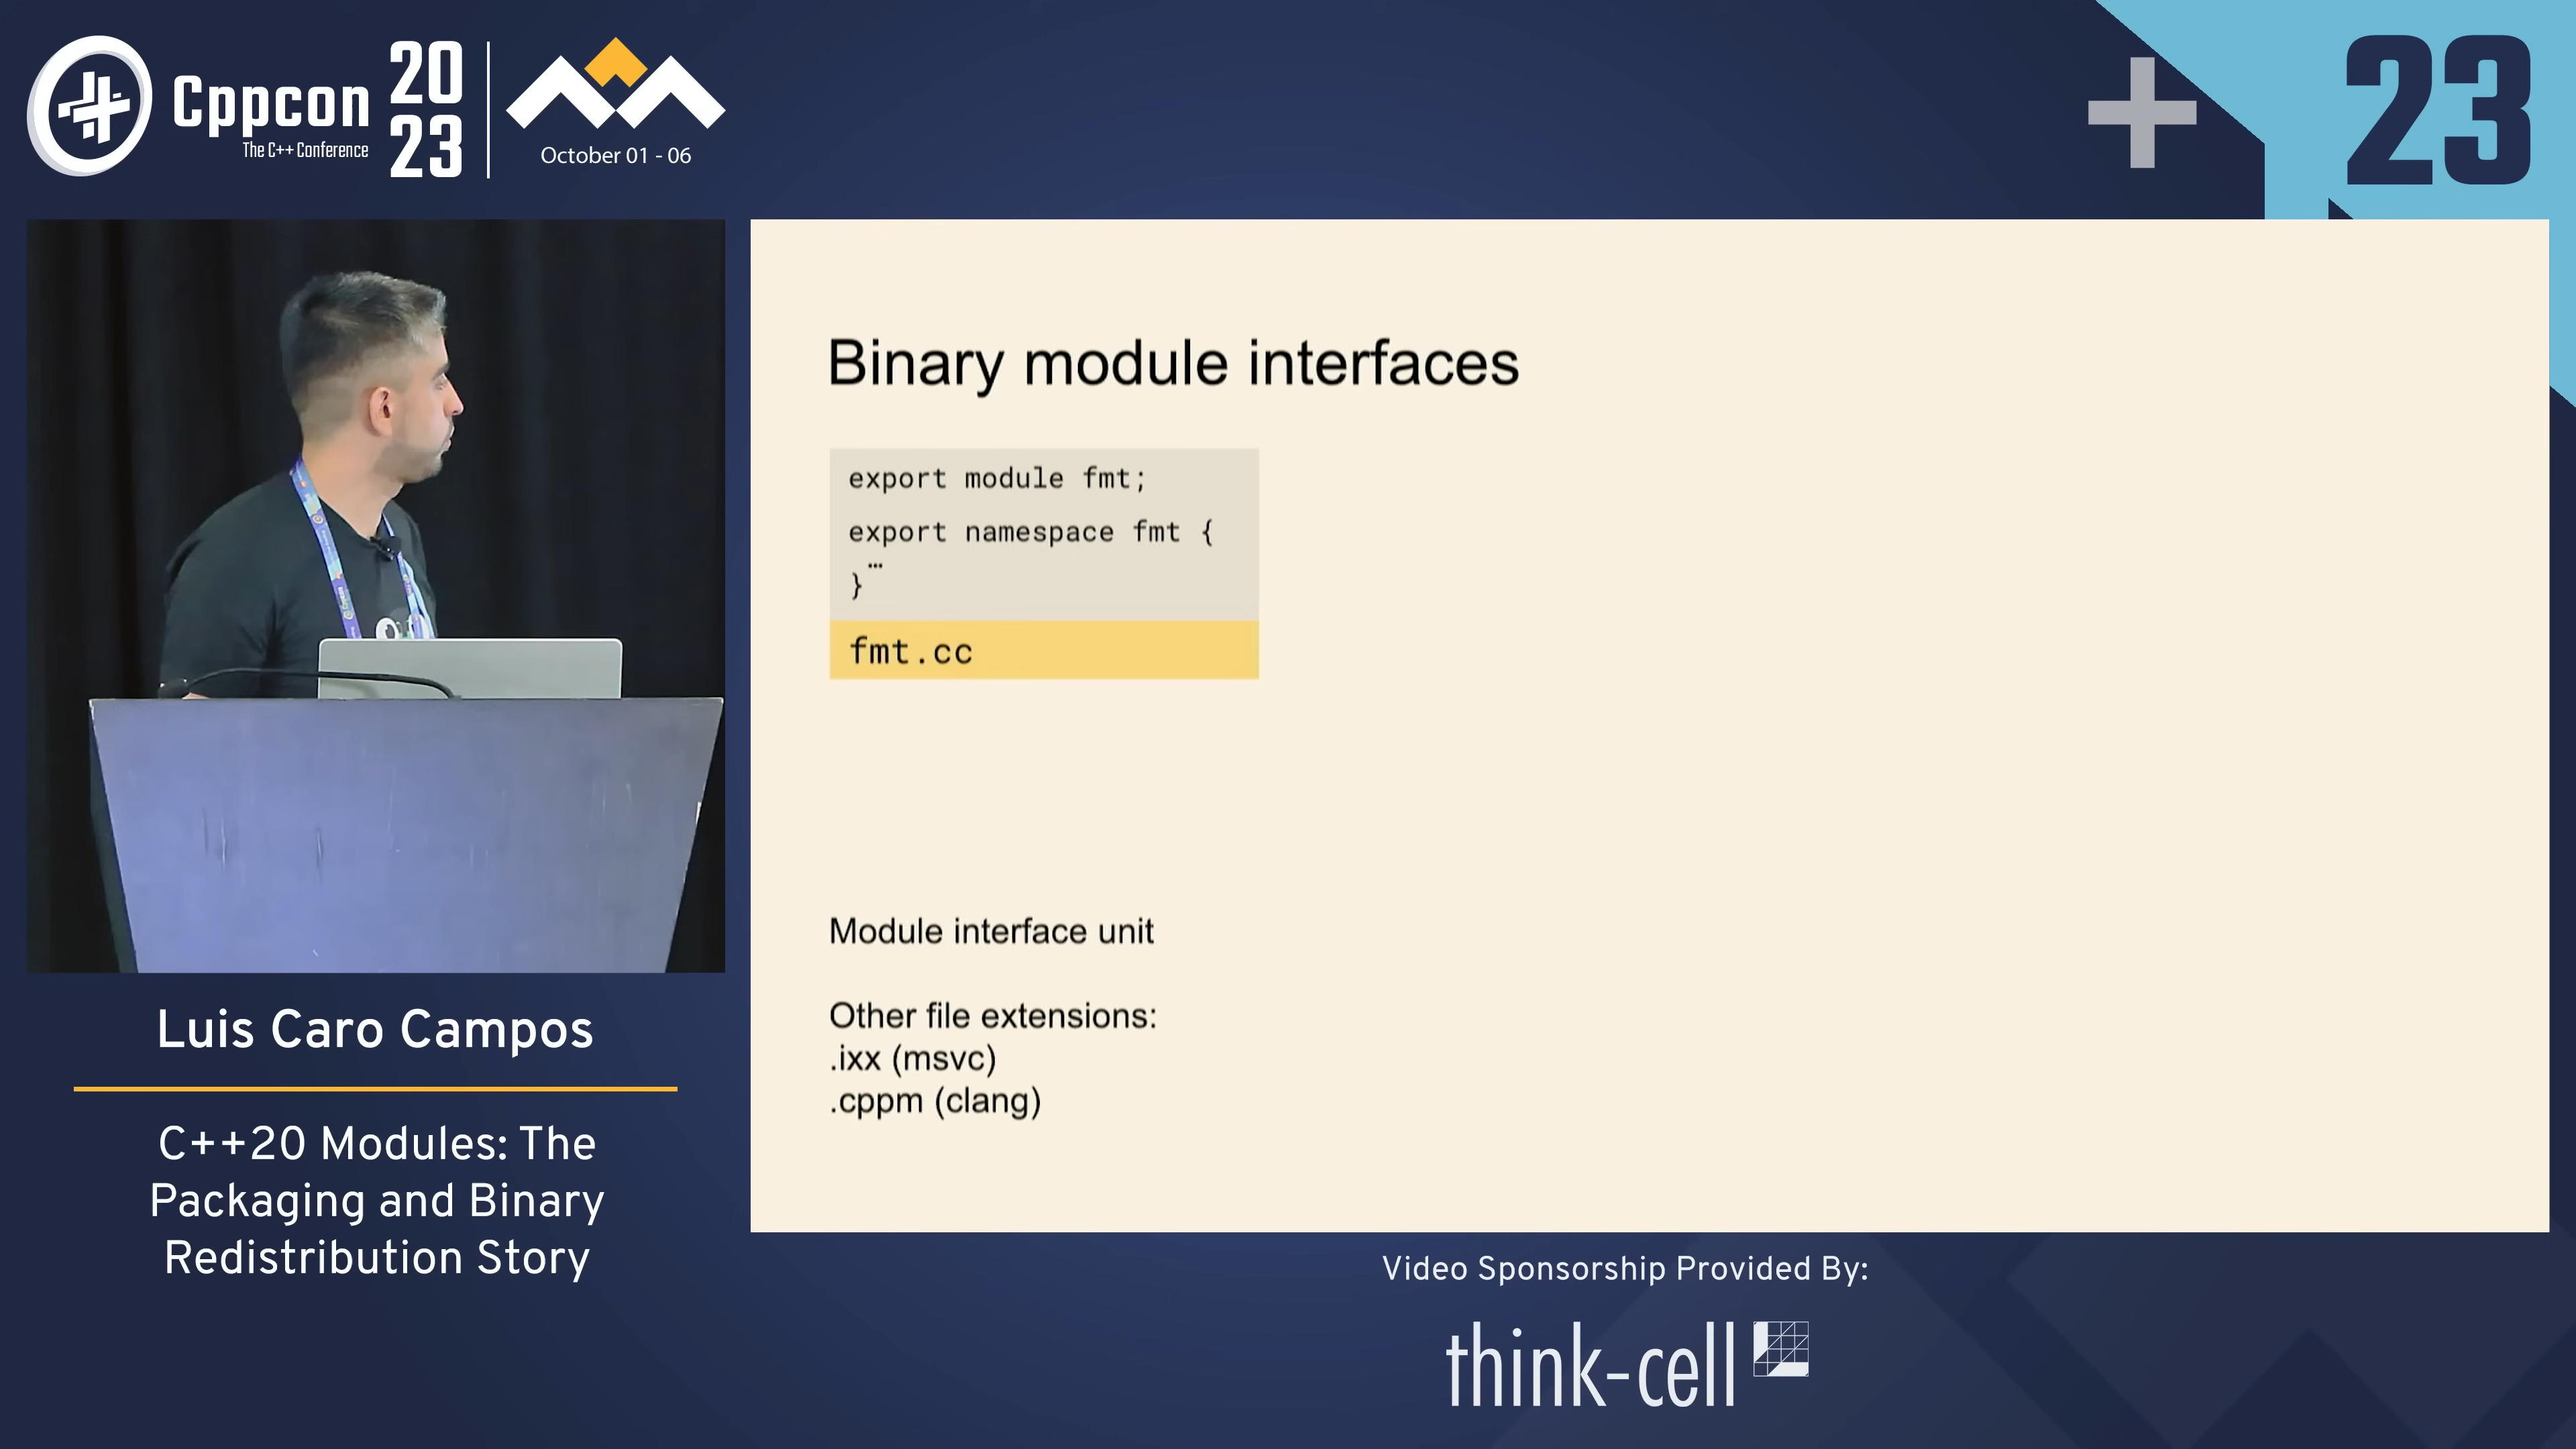 Cppcon
The C++ Conference
20
23
October 01 - 06
23
Binary module interfaces
export module fmt;
export namespace fmt {
…
}
fmt.cc
Module interface unit
Other file extensions:
.ixx (msvc)
.cppm (clang)
Luis Caro Campos
C++20 Modules: The
Packaging and Binary
Redistribution Story
Video Sponsorship Provided By:
think-cell